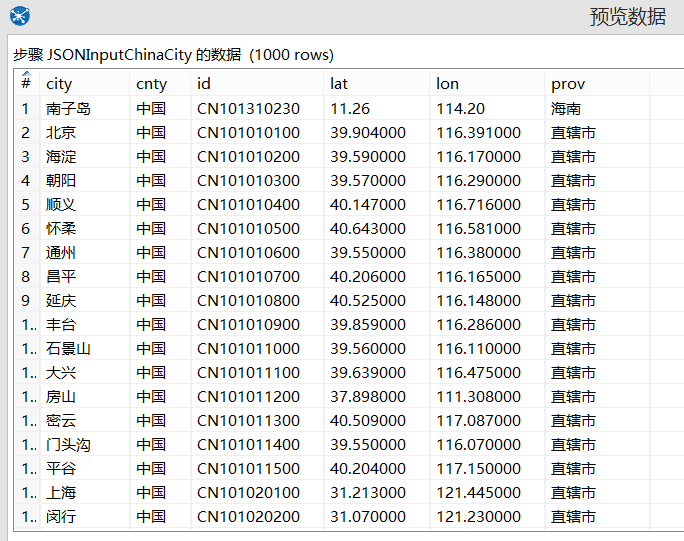 预览数据
步骤 JSONInputChinaCity 的数据 (1000 rows)
# city cnty id lat lon prov
1 南子岛 中国 CN101310230 11.26 114.20 海南
2 北京 中国 CN101010100 39.904000 116.391000 直辖市
3 海淀 中国 CN101010200 39.590000 116.170000 直辖市
4 朝阳 中国 CN101010300 39.570000 116.290000 直辖市
5 顺义 中国 CN101010400 40.147000 116.716000 直辖市
6 怀柔 中国 CN101010500 40.643000 116.581000 直辖市
7 通州 中国 CN101010600 39.550000 116.380000 直辖市
8 昌平 中国 CN101010700 40.206000 116.165000 直辖市
9 延庆 中国 CN101010800 40.525000 116.148000 直辖市
1.. 丰台 中国 CN101010900 39.859000 116.286000 直辖市
1.. 石景山 中国 CN101011000 39.560000 116.110000 直辖市
1.. 大兴 中国 CN101011100 39.639000 116.475000 直辖市
1.. 房山 中国 CN101011200 37.898000 111.308000 直辖市
1.. 密云 中国 CN101011300 40.509000 117.087000 直辖市
1.. 门头沟 中国 CN101011400 39.550000 116.070000 直辖市
1.. 平谷 中国 CN101011500 40.204000 117.150000 直辖市
1.. 上海 中国 CN101020100 31.213000 121.445000 直辖市
1.. 闵行 中国 CN101020200 31.070000 121.230000 直辖市